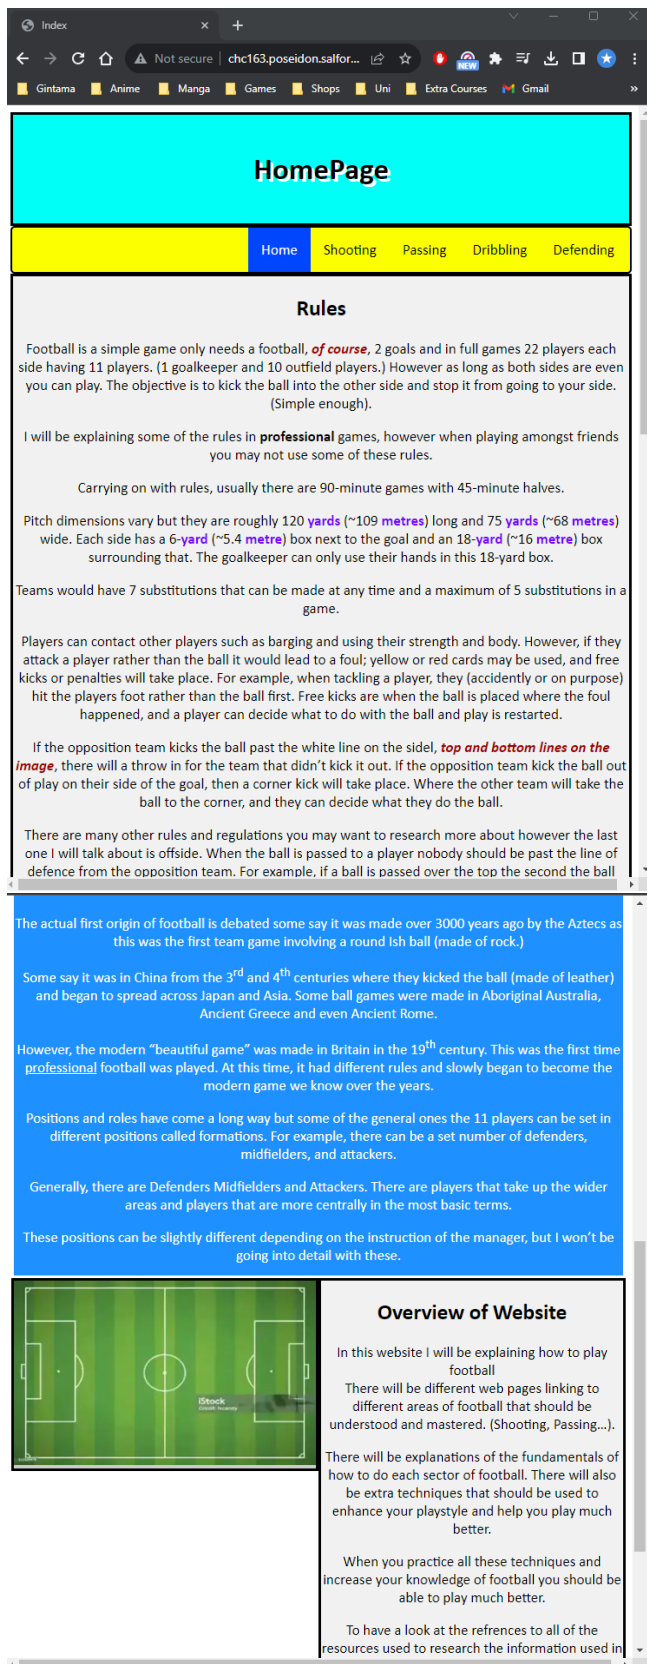 Index
Not secure
chc163.poseidon.salfor...
NEW
Gintama
Anime
Manga
Games
Shops
Uni
Extra Courses
Gmail
»
HomePage
Home
Shooting
Passing
Dribbling
Defending
Rules
Football is a simple game only needs a football, of course, 2 goals and in full games 22 players each
side having 11 players. (1 goalkeeper and 10 outfield players.) However as long as both sides are even
you can play. The objective is to kick the ball into the other side and stop it from going to your side.
(Simple enough).
I will be explaining some of the rules in professional games, however when playing amongst friends
you may not use some of these rules.
Carrying on with rules, usually there are 90-minute games with 45-minute halves.
Pitch dimensions vary but they are roughly 120 yards (~109 metres) long and 75 yards (~68 metres)
wide. Each side has a 6-yard (~5.4 metre) box next to the goal and an 18-yard (~16 metre) box
surrounding that. The goalkeeper can only use their hands in this 18-yard box.
Teams would have 7 substitutions that can be made at any time and a maximum of 5 substitutions in a
game.
Players can contact other players such as barging and using their strength and body. However, if they
attack a player rather than the ball it would lead to a foul; yellow or red cards may be used, and free
kicks or penalties will take place. For example, when tackling a player, they (accidently or on purpose)
hit the players foot rather than the ball first. Free kicks are when the ball is placed where the foul
happened, and a player can decide what to do with the ball and play is restarted.
If the opposition team kicks the ball past the white line on the sidel, top and bottom lines on the
image, there will a throw in for the team that didn't kick it out. If the opposition team kick the ball out
of play on their side of the goal, then a corner kick will take place. Where the other team will take the
ball to the corner, and they can decide what they do the ball.
There are many other rules and regulations you may want to research more about however the last
one I will talk about is offside. When the ball is passed to a player nobody should be past the line of
defence from the opposition team. For example, if a ball is passed over the top the second the ball
The actual first origin of football is debated some say it was made over 3000 years ago by the Aztecs as
this was the first team game involving a round Ish ball (made of rock.)
Some say it was in China from the 3rd and 4th centuries where they kicked the ball (made of leather)
and began to spread across Japan and Asia. Some ball games were made in Aboriginal Australia,
Ancient Greece and even Ancient Rome.
However, the modern “beautiful game” was made in Britain in the 19th century. This was the first time
professional football was played. At this time, it had different rules and slowly began to become the
modern game we know over the years.
Positions and roles have come a long way but some of the general ones the 11 players can be set in
different positions called formations. For example, there can be a set number of defenders,
midfielders, and attackers.
Generally, there are Defenders Midfielders and Attackers. There are players that take up the wider
areas and players that are more centrally in the most basic terms.
These positions can be slightly different depending on the instruction of the manager, but I won't be
going into detail with these.
iStock
Overview of Website
In this website I will be explaining how to play
football
There will be different web pages linking to
different areas of football that should be
understood and mastered. (Shooting, Passing...).
There will be explanations of the fundamentals of
how to do each sector of football. There will also
be extra techniques that should be used to
enhance your playstyle and help you play much
better.
When you practice all these techniques and
increase your knowledge of football you should be
able to play much better.
To have a look at the refrences to all of the
resources used to research the information used in